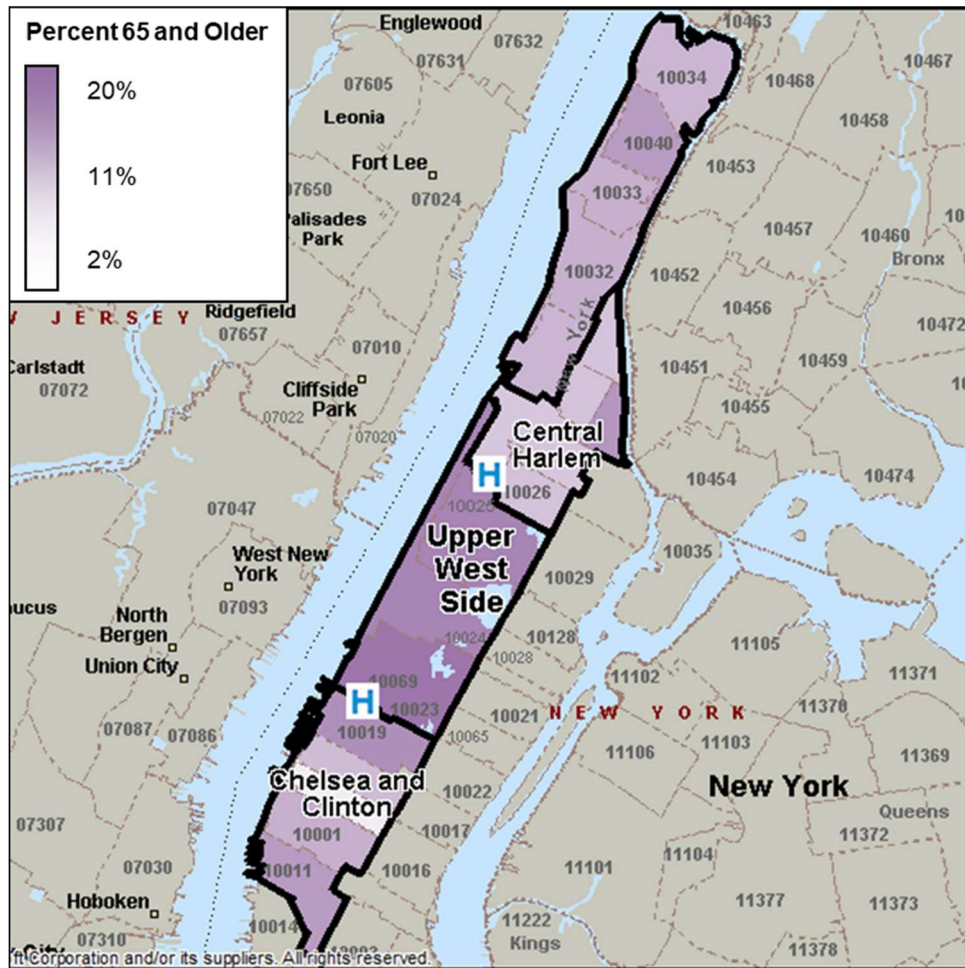 Percent 65 and Older
20%
11%
2%
Englewood
07632
07631
07605
Leonia
Fort Lee
07024
07650
Palisades
Park
W JERSEY
Ridgefield
07657
07010
Carlstadt
07072
Cliffside
Park
07022
07020
07047
West New
York
07093
North
Bergen
Union City
07087
07086
07307
07030
Hoboken
07310
10463
10034
10468
10467
10040
10458
10453
10033
10457
10460
Bronx
10032
10452
York
10456
10472
10451
10459
10455
Central
Harlem
H
10025
10026
10454
10474
Upper
West
Side
10035
10029
10024
10128
10028
11105
11102
11371
10069
H
10023
10021
NEW YORK
11370
10019
10065
11106
11103
11369
Chelsea and
Clinton
10022
New York
Queens
10001
10017
11372
10011
10016
11101
11104
11377
11373
10014
11222
Kings
11378
ft Corporation and/or its suppliers. All rights reserved.